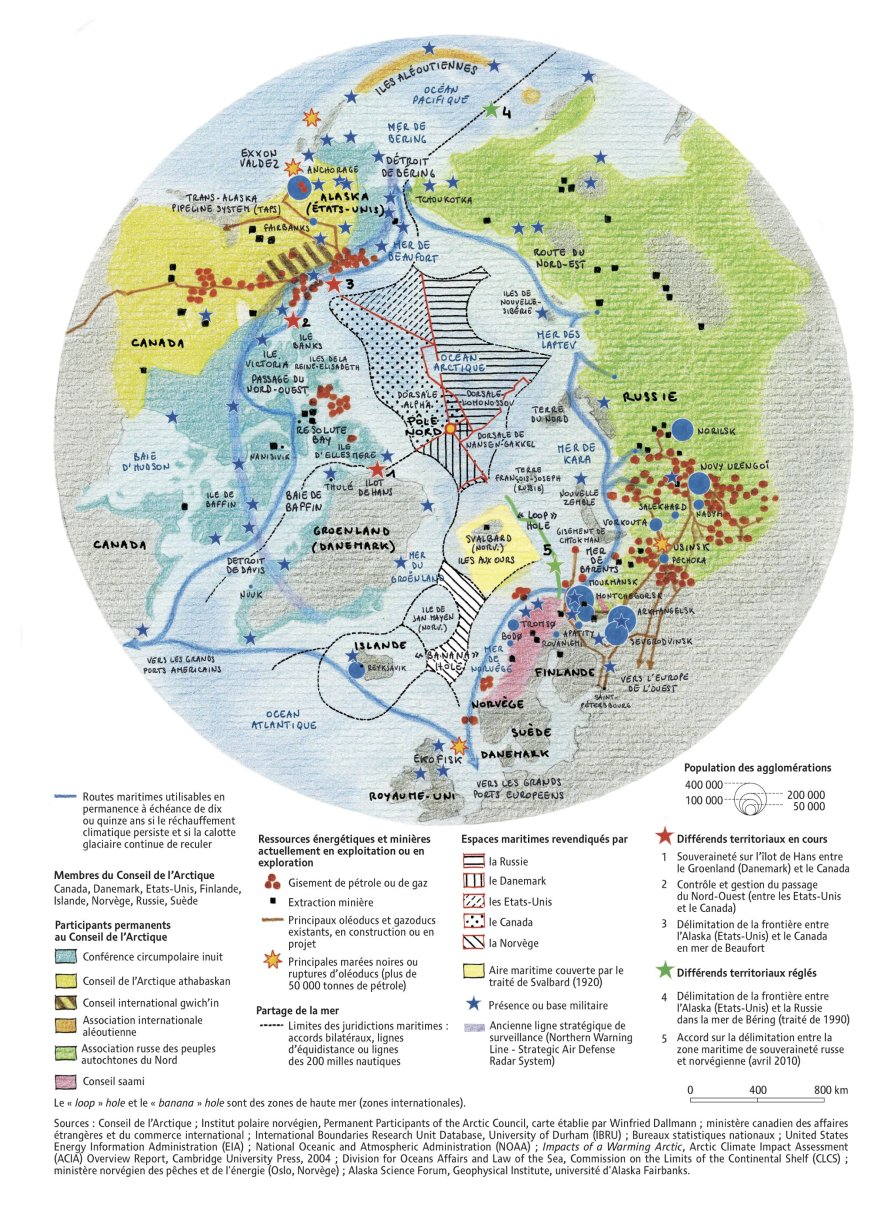 ILES ALÉOUTIENNES
OCÉAN
PACIFIQUE
4
MER DE
BÉRING
EXXON
VALDEZ
ANCHORAGE
DÉTROIT
DE BÉRING
TRANS-ALASKA
PIPELINE SYSTEM (TAPS)
ALASKA
(ÉTATS-UNIS)
TCHOUKOTKA
FAIRBANKS
MER DE
BEAUFORT
ROUTE DU
NORD-EST
3
ILES DE
NOUVELLE-
SIBÉRIE
2
CANADA
ILE
BANKS
ILE
VICTORIA
ILES DE LA
REINE-ELISABETH
MER DES
LAPTEV
OCEAN
ARCTIQUE
PASSAGE DU
NORD-OUEST
DORSALE
ALPHA
DORSALE
LOMONOSSOV
RUSSIE
TERRE
DU NORD
PÔLE
NORD
RESOLUTE
BAY
NORILSK
DORSALE DE
NANSEN-GAKKEL
BAIE
D'HUDSON
NANISIVIK
ILE
D'ELLESMERE
MER DE
KARA
NOVY URENGOÏ
THULÉ
1
ILOT
DE HANS
TERRE
FRANÇOIS-JOSEPH
(RUSSIE)
NOUVELLE
ZEMBLE
ILE DE
BAFFIN
BAIE DE
BAFFIN
SALEKHARD
NADYM
« LOOP »
HOLE
VORKOUTA
GROENLAND
(DANEMARK)
SVALBARD
(NORV.)
GISEMENT DE
CHTOKMAN
CANADA
USINSK
ILES AUX OURS
5
MER
DE
BARENTS
PECHORA
DETROIT
DE DAVIS
MER
DU
GROËNLAND
MOURMANSK
MONTCHEGORSK
NUUK
ILE DE
JAN MAYEN
(NORV.)
TROMSØ
ARKHANGELSK
BODØ
APATITY
ROVANIEMI
SEVERODVINSK
VERS LES GRANDS
PORTS AMERICAINS
ISLANDE
« BANANA »
HOLE
MER
DE
NORVÈGE
REYKJAVIK
FINLANDE
VERS L'EUROPE
DE L'OUEST
SAINT-
PÉTERSBOURG
NORVÈGE
OCEAN
ATLANTIQUE
SUÈDE
EKOFISK
DANEMARK
ROYAUME-UNI
VERS LES GRANDS
PORTS EUROPÉENS
Routes maritimes utilisables en
permanence à échéance de dix
ou quinze ans si le réchauffement
climatique persiste et si la calotte
glaciaire continue de reculer
Membres du Conseil de l'Arctique
Canada, Danemark, Etats-Unis, Finlande,
Islande, Norvège, Russie, Suède
Participants permanents
au Conseil de l'Arctique
Conférence circumpolaire inuit
Conseil de l'Arctique athabaskan
Conseil international gwich'in
Association internationale
aléoutienne
Association russe des peuples
autochtones du Nord
Conseil saami
Ressources énergétiques et minières
actuellement en exploitation ou en
exploration
Gisement de pétrole ou de gaz
Extraction minière
Principaux oléoducs et gazoducs
existants, en construction ou en
projet
Principales marées noires ou
ruptures d'oléoducs (plus de
50 000 tonnes de pétrole)
Partage de la mer
Limites des juridictions maritimes :
accords bilatéraux, lignes
d'équidistance ou lignes
des 200 milles nautiques
Espaces maritimes revendiqués par
la Russie
le Danemark
les Etats-Unis
le Canada
la Norvège
Aire maritime couverte par le
traité de Svalbard (1920)
Présence ou base militaire
Ancienne ligne stratégique de
surveillance (Northern Warning
Line - Strategic Air Defense
Radar System)
Population des agglomérations
400 000
200 000
100 000
50 000
Différends territoriaux en cours
1 Souveraineté sur l'îlot de Hans entre
le Groenland (Danemark) et le Canada
2 Contrôle et gestion du passage
du Nord-Ouest (entre les Etats-Unis
et le Canada)
3 Délimitation de la frontière entre
l'Alaska (Etats-Unis) et le Canada
en mer de Beaufort
Différends territoriaux réglés
4 Délimitation de la frontière entre
l'Alaska (Etats-Unis) et la Russie
dans la mer de Béring (traité de 1990)
5 Accord sur la délimitation entre la
zone maritime de souveraineté russe
et norvégienne (avril 2010)
0 400 800 km
Le « loop » hole et le « banana » hole sont des zones de haute mer (zones internationales).
Sources : Conseil de l'Arctique ; Institut polaire norvégien, Permanent Participants of the Arctic Council, carte établie par Winfried Dallmann ; ministère canadien des affaires
étrangères et du commerce international ; International Boundaries Research Unit Database, University of Durham (IBRU) ; Bureaux statistiques nationaux ; United States
Energy Information Administration (EIA) ; National Oceanic and Atmospheric Administration (NOAA) ; Impacts of a Warming Arctic, Arctic Climate Impact Assessment
(ACIA) Overview Report, Cambridge University Press, 2004 ; Division for Oceans Affairs and Law of the Sea, Commission on the Limits of the Continental Shelf (CLCS) ;
ministère norvégien des pêches et de l'énergie (Oslo, Norvège) ; Alaska Science Forum, Geophysical Institute, université d'Alaska Fairbanks.